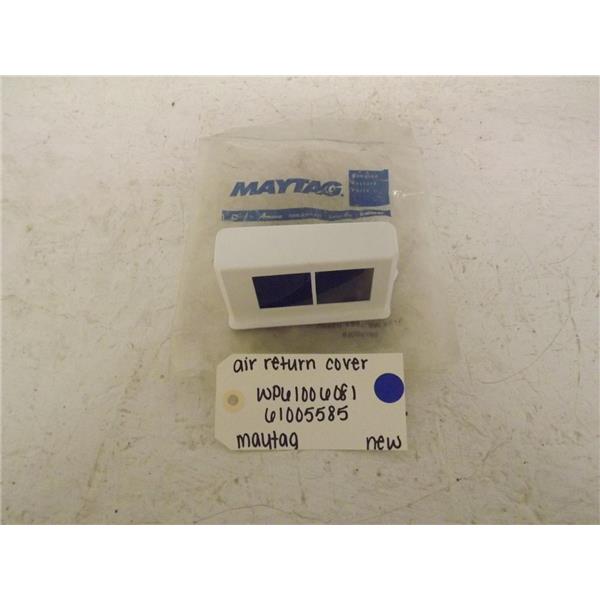 MAYTAG
air return cover
WP61006081
61005585
maytag new